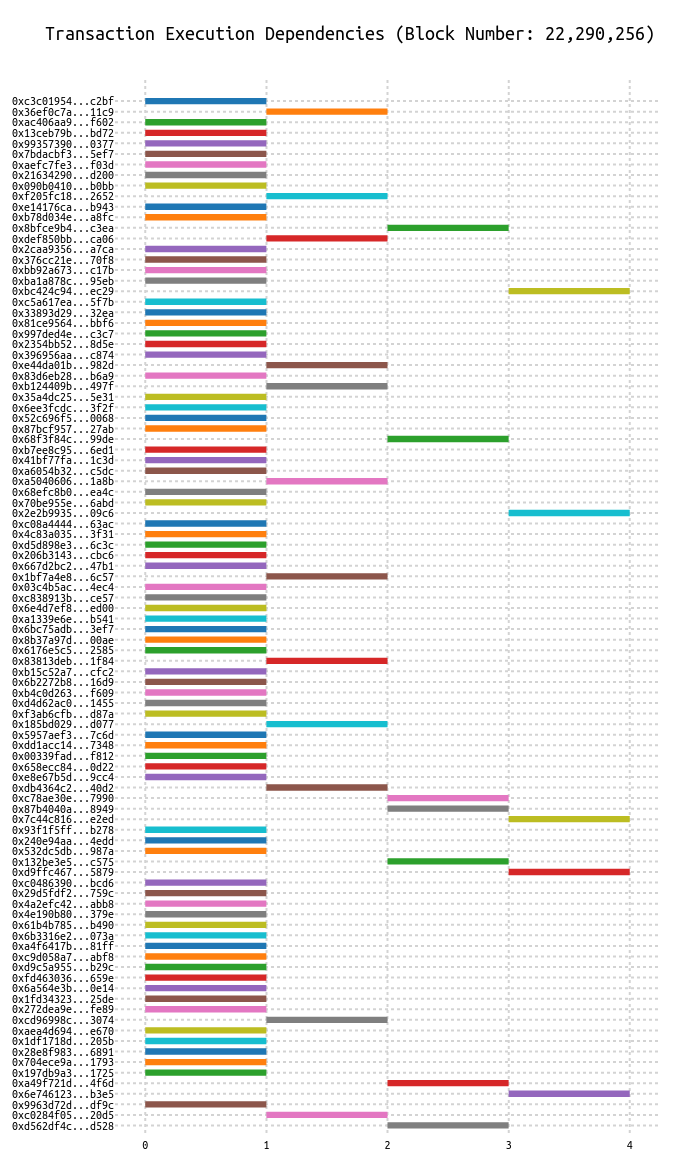 Transaction Execution Dependencies (Block Number: 22,290,256)
0xc3c01954...c2bf
0x36ef0c7a...11c9
0xac406aa9...f602
0x13ceb79b...bd72
0x99357390...0377
0x7bdacbf3...5ef7
0xaefc7fe3...f03d
0x21634290...d200
0x090b0410...b0bb
0xf205fc18...2652
0xe14176ca...b943
0xb78d034e...a8fc
0x8bfce9b4...c3ea
0xdef850bb...ca06
0x2caa9356...a7ca
0x376cc21e...70f8
0xbb92a673...c17b
0xba1a878c...95eb
0xbc424c94...ec29
0xc5a617ea...5f7b
0x33893d29...32ea
0x81ce9564...bbf6
0x997ded4e...c3c7
0x2354bb52...8d5e
0x396956aa...c874
0xe44da01b...982d
0x83d6eb28...b6a9
0xb124409b...497f
0x35a4dc25...5e31
0x6ee3fcdc...3f2f
0x52c696f5...0068
0x87bcf957...27ab
0x68f3f84c...99de
0xb7ee8c95...6ed1
0x41bf77fa...1c3d
0xa6054b32...c5dc
0xa5040606...1a8b
0x68efc8b0...ea4c
0x70be955e...6abd
0x2e2b9935...09c6
0xc08a4444...63ac
0x4c83a035...3f31
0xd5d898e3...6c3c
0x206b3143...cbc6
0x667d2bc2...47b1
0x1bf7a4e8...6c57
0x03c4b5ac...4ec4
0xc838913b...ce57
0x6e4d7ef8...ed00
0xa1339e6e...b541
0x6bc75adb...3ef7
0x8b37a97d...00ae
0x6176e5c5...2585
0x83813deb...1f84
0xb15c52a7...cfc2
0x6b2272b8...16d9
0xb4c0d263...f609
0xd4d62ac0...1455
0xf3ab6cfb...d87a
0x185bd029...d077
0x5957aef3...7c6d
0xdd1acc14...7348
0x00339fad...f812
0x658ecc84...0d22
0xe8e67b5d...9cc4
0xdb4364c2...40d2
0xc78ae30e...7990
0x87b4040a...8949
0x7c44c816...e2ed
0x93f1f5ff...b278
0x240e94aa...4edd
0x532dc5db...987a
0x132be3e5...c575
0xd9ffc467...5879
0xc0486390...bcd6
0x29d5fdf2...759c
0x4a2efc42...abb8
0x4e190b80...379e
0x61b4b785...b490
0x6b3316e2...073a
0xa4f6417b...81ff
0xc9d058a7...abf8
0xd9c5a955...b29c
0xfd463036...659e
0x6a564e3b...0e14
0x1fd34323...25de
0x272dea9e...fe89
0xcd96998c...3074
0xaea4d694...e670
0x1df1718d...205b
0x28e8f983...6891
0x704ece9a...1793
0x197db9a3...1725
0xa49f721d...4f6d
0x6e746123...b3e5
0x9963d72d...df9c
0xc0284f05...20d5
0xd562df4c...d528
0 1 2 3 4